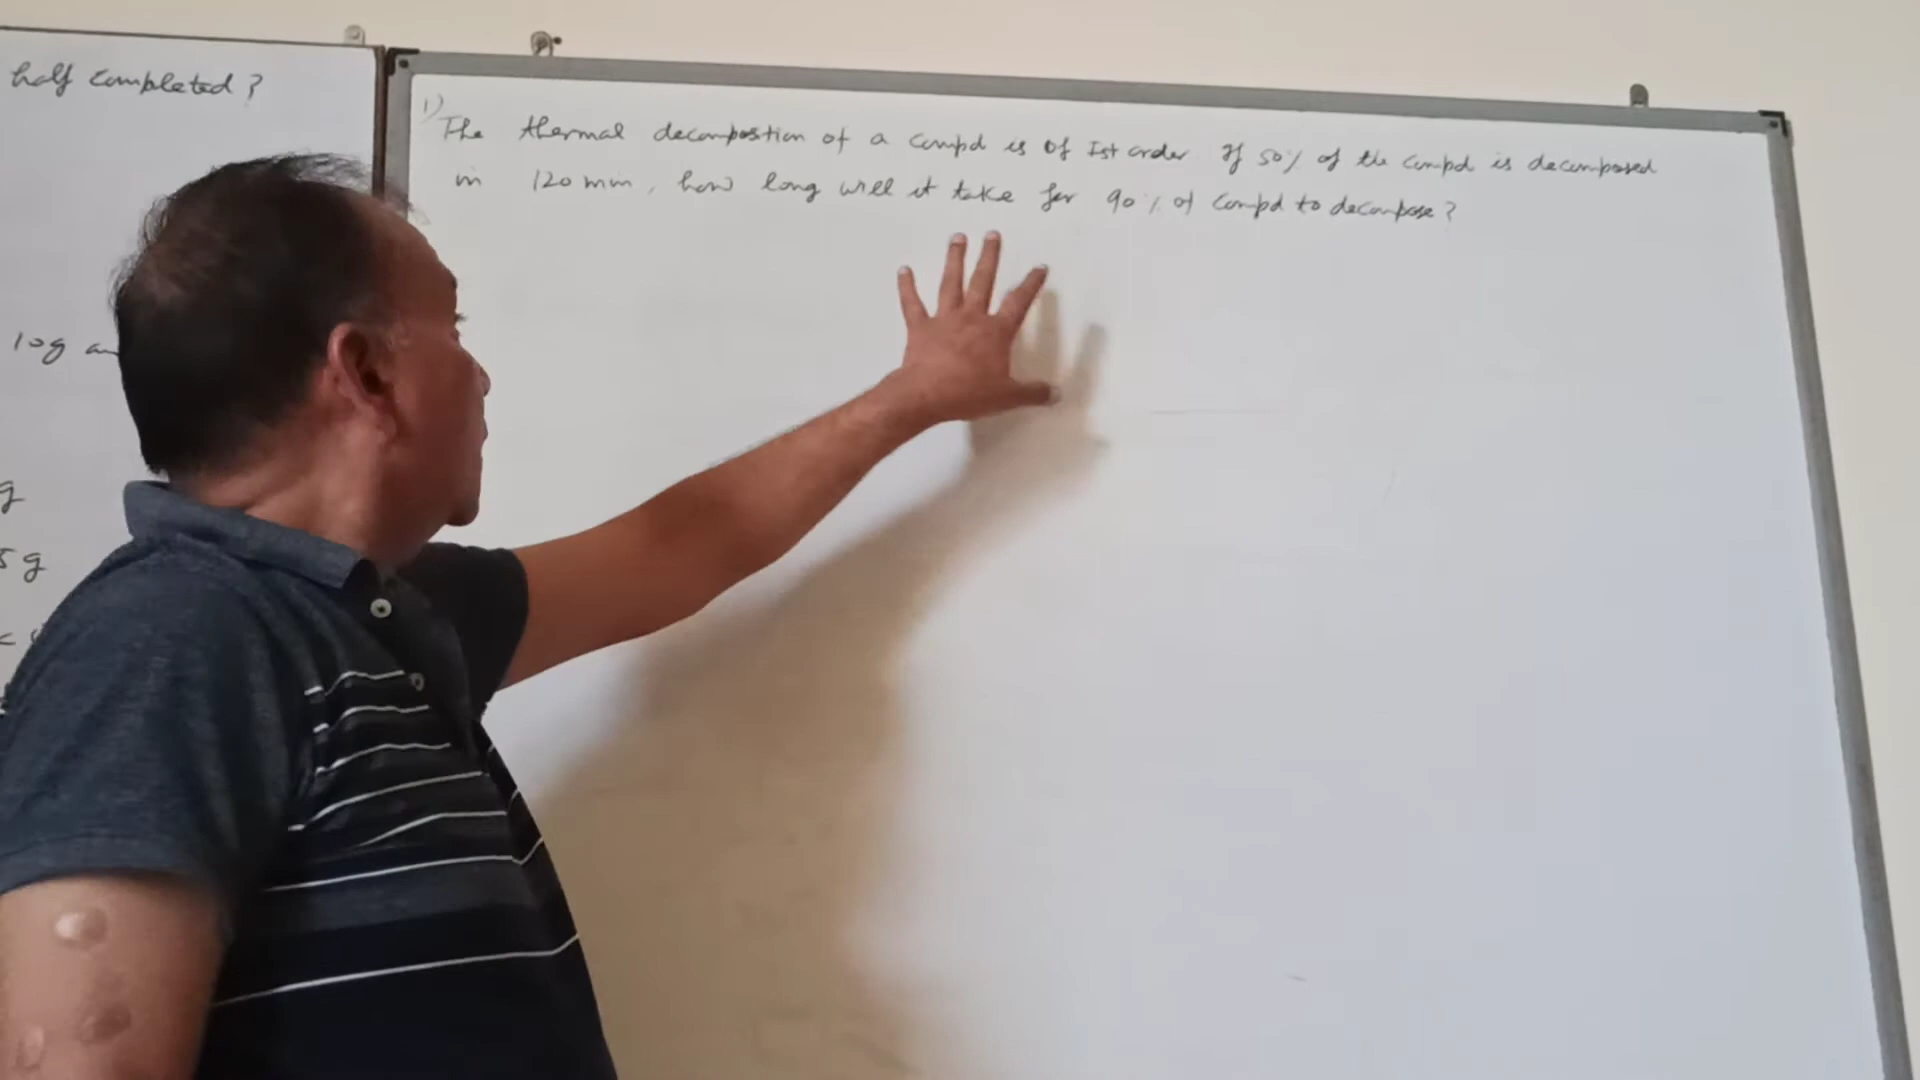 half completed?
10g
g
5g
1)
The thermal decompostion of a compd is of Ist order If 50% of the compd is decomposed
in 120 min, how long will it take for 90% of compd to decompose?